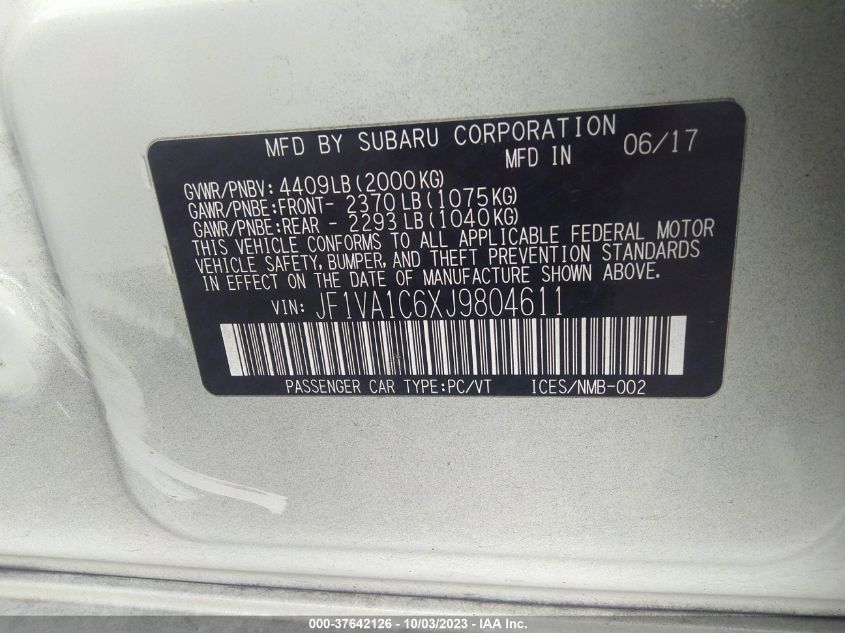 MFD BY SUBARU CORPORATION
MFD IN 06/17
GVWR/PNBV: 4409LB(2000KG)
GAWR/PNBE:FRONT- 2370LB(1075KG)
GAWR/PNBE:REAR - 2293LB(1040KG)
THIS VEHICLE CONFORMS TO ALL APPLICABLE FEDERAL MOTOR
VEHICLE SAFETY, BUMPER, AND THEFT PREVENTION STANDARDS
IN EFFECT ON THE DATE OF MANUFACTURE SHOWN ABOVE.
VIN: JF1VA1C6XJ9804611
PASSENGER CAR TYPE:PC/VT ICES/NMB-002
000-37642126 - 10/03/2023 - IAA Inc.